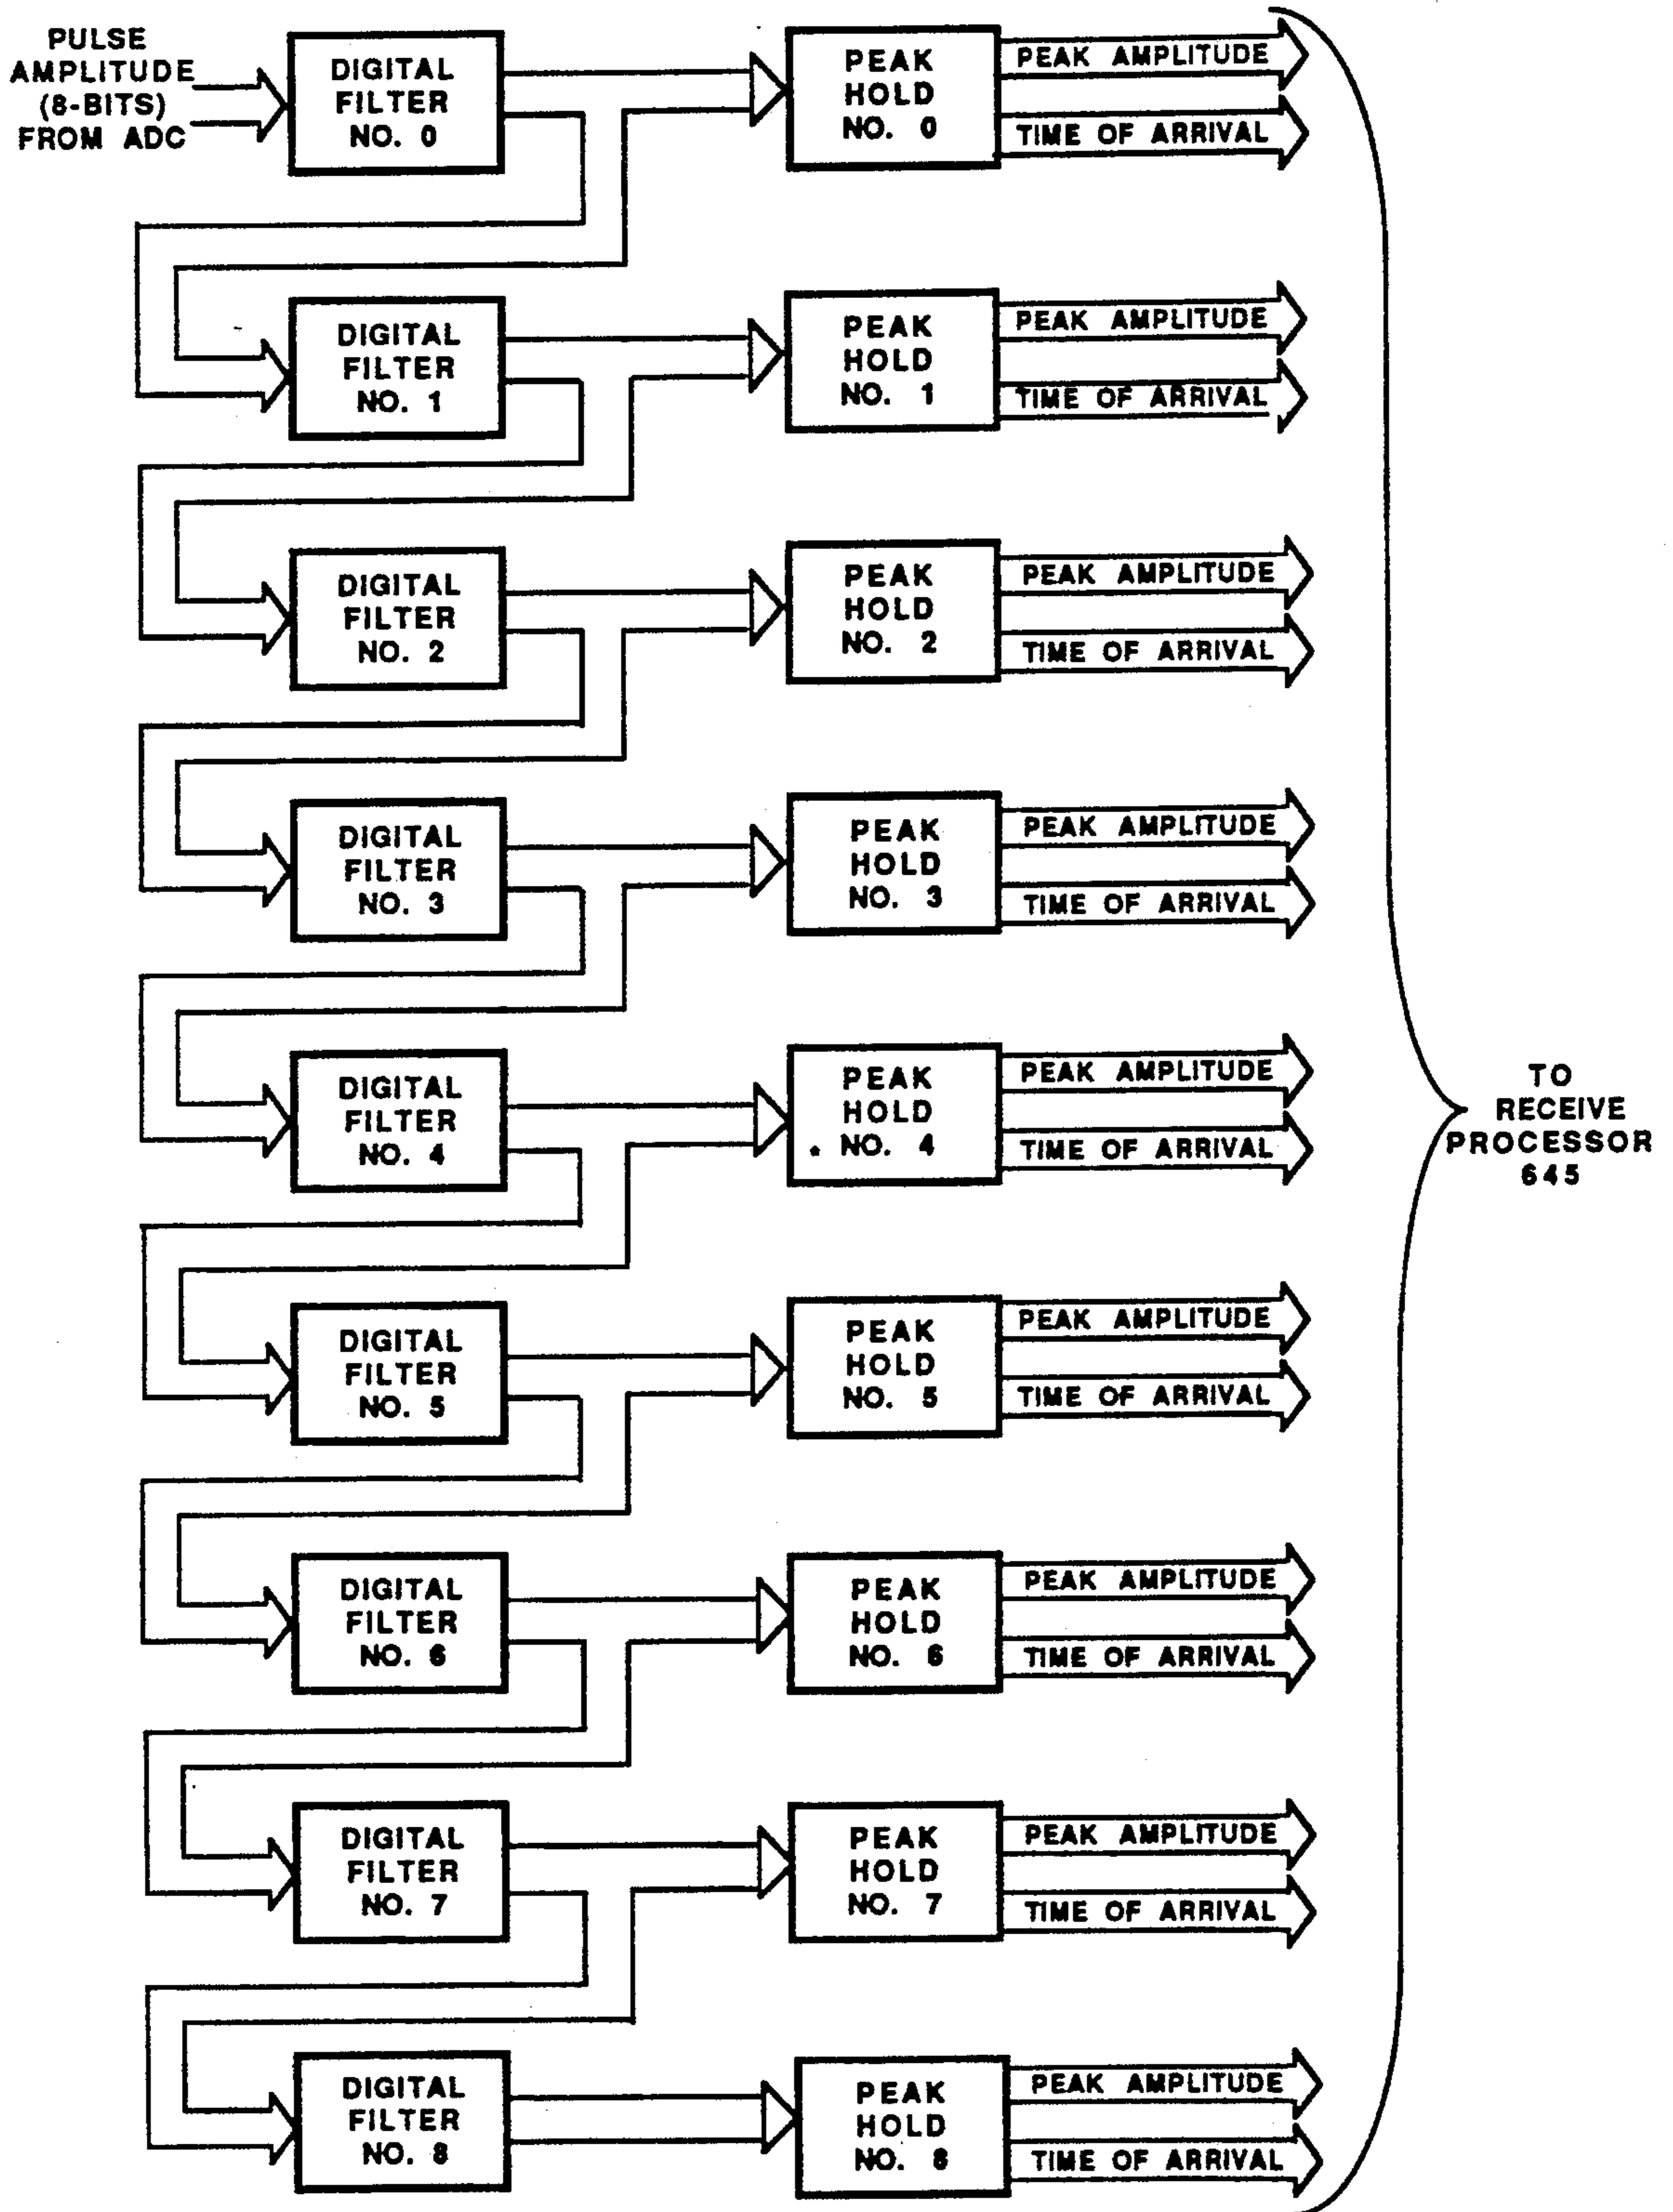 PULSE
AMPLITUDE
(8-BITS)
FROM ADC
DIGITAL
FILTER
NO. 0
PEAK
HOLD
NO. 0
PEAK AMPLITUDE
TIME OF ARRIVAL
DIGITAL
FILTER
NO. 1
PEAK
HOLD
NO. 1
PEAK AMPLITUDE
TIME OF ARRIVAL
DIGITAL
FILTER
NO. 2
PEAK
HOLD
NO. 2
PEAK AMPLITUDE
TIME OF ARRIVAL
DIGITAL
FILTER
NO. 3
PEAK
HOLD
NO. 3
PEAK AMPLITUDE
TIME OF ARRIVAL
DIGITAL
FILTER
NO. 4
PEAK
HOLD
NO. 4
PEAK AMPLITUDE
TIME OF ARRIVAL
TO
RECEIVE
PROCESSOR
645
DIGITAL
FILTER
NO. 5
PEAK
HOLD
NO. 5
PEAK AMPLITUDE
TIME OF ARRIVAL
DIGITAL
FILTER
NO. 6
PEAK
HOLD
NO. 6
PEAK AMPLITUDE
TIME OF ARRIVAL
DIGITAL
FILTER
NO. 7
PEAK
HOLD
NO. 7
PEAK AMPLITUDE
TIME OF ARRIVAL
DIGITAL
FILTER
NO. 8
PEAK
HOLD
NO. 8
PEAK AMPLITUDE
TIME OF ARRIVAL